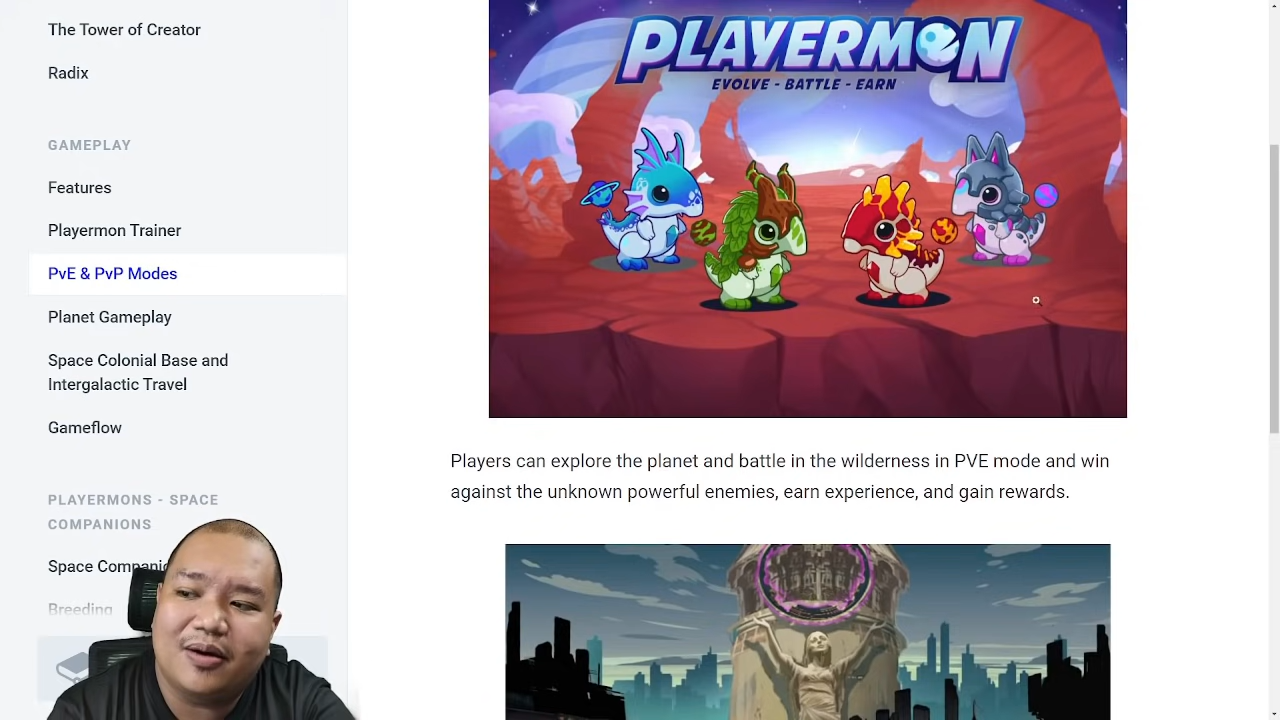 The Tower of Creator
Radix
GAMEPLAY
Features
Playermon Trainer
PvE & PvP Modes
Planet Gameplay
Space Colonial Base and
Intergalactic Travel
Gameflow
PLAYERMONS - SPACE
COMPANIONS
Space
Breeding
PLAYERMON
EVOLVE - BATTLE - EARN
Players can explore the planet and battle in the wilderness in PVE mode and win
against the unknown powerful enemies, earn experience, and gain rewards.